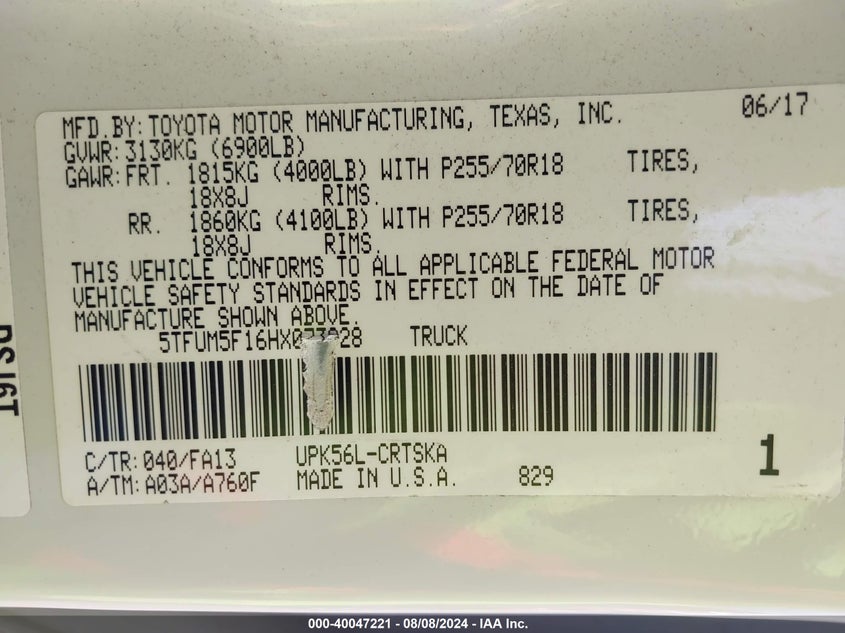 MFD.BY: TOYOTA MOTOR MANUFACTURING, TEXAS, INC. 06/17
GVWR: 3130KG (6900LB)
GAWR: FRT. 1815KG (4000LB) WITH P255/70R18 TIRES,
18X8J RIMS.
RR. 1860KG (4100LB) WITH P255/70R18 TIRES,
18X8J RIMS.
THIS VEHICLE CONFORMS TO ALL APPLICABLE FEDERAL MOTOR
VEHICLE SAFETY STANDARDS IN EFFECT ON THE DATE OF
MANUFACTURE SHOWN ABOVE.
TRUCK
C/TR: 040/FA13 UPK56L-CRTSKA
A/TM: A03A/A760F MADE IN U.S.A. 829 1
000-40047221 - 08/08/2024 - IAA Inc.